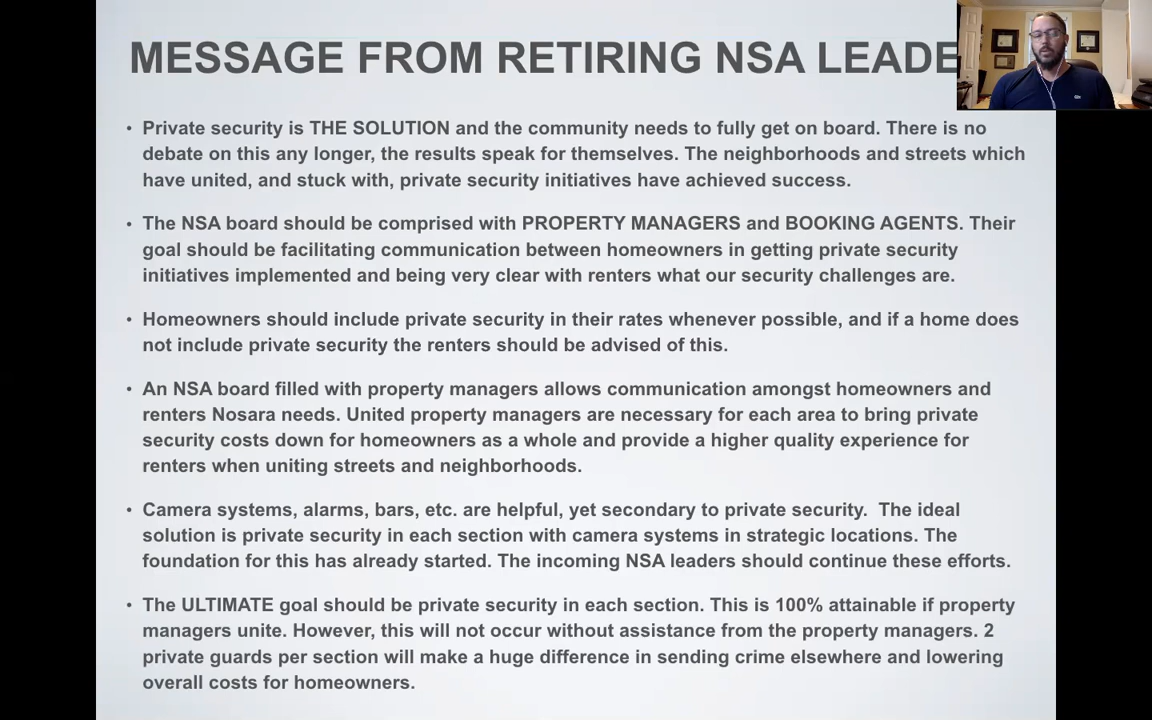 MESSAGE FROM RETIRING NSA
• Private security is THE SOLUTION and the community needs to fully get on board. There is no
debate on this any longer, the results speak for themselves. The neighborhoods and streets which
have united, and stuck with, private security initiatives have achieved success.
• The NSA board should be comprised with PROPERTY MANAGERS and BOOKING AGENTS. Their
goal should be facilitating communication between homeowners in getting private security
initiatives implemented and being very clear with renters what our security challenges are.
• Homeowners should include private security in their rates whenever possible, and if a home does
not include private security the renters should be advised of this.
• An NSA board filled with property managers allows communication amongst homeowners and
renters Nosara needs. United property managers are necessary for each area to bring private
security costs down for homeowners as a whole and provide a higher quality experience for
renters when uniting streets and neighborhoods.
• Camera systems, alarms, bars, etc. are helpful, yet secondary to private security.  The ideal
solution is private security in each section with camera systems in strategic locations. The
foundation for this has already started. The incoming NSA leaders should continue these efforts.
• The ULTIMATE goal should be private security in each section. This is 100% attainable if property
managers unite. However, this will not occur without assistance from the property managers. 2
private guards per section will make a huge difference in sending crime elsewhere and lowering
overall costs for homeowners.